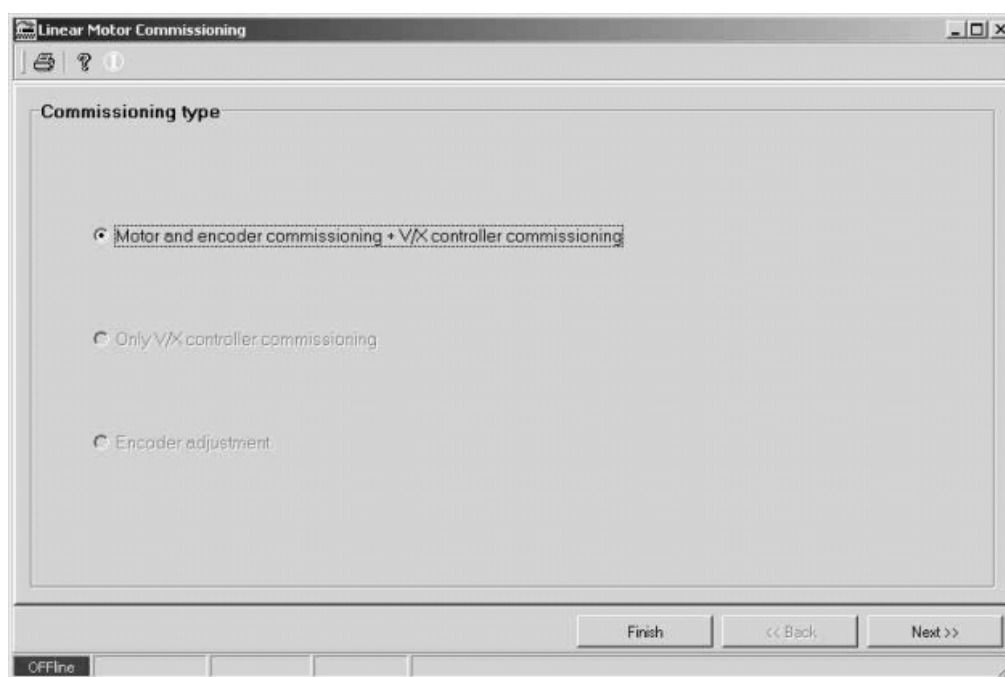 Linear Motor Commissioning
Commissioning type
Motor and encoder commissioning + V/X controller commissioning
Only V/X controller commissioning
Encoder adjustment
Finish
<< Back
Next >>
OFFline